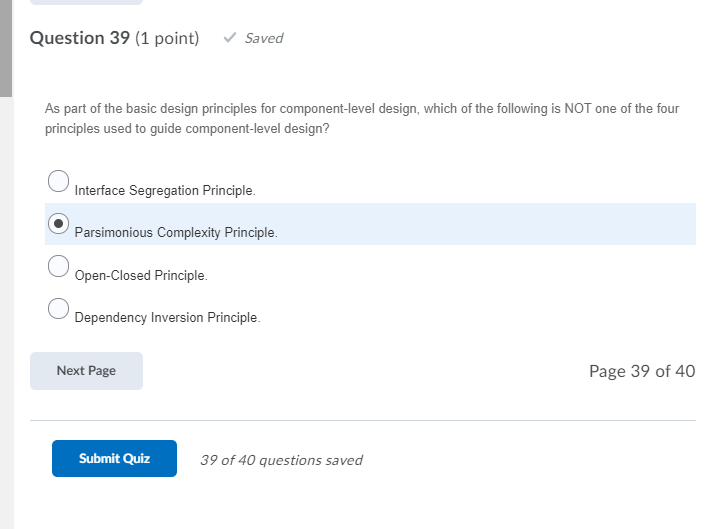 Question 39 (1 point) Saved
As part of the basic design principles for component-level design, which of the following is NOT one of the four
principles used to guide component-level design?
Interface Segregation Principle.
Parsimonious Complexity Principle.
Open-Closed Principle.
Dependency Inversion Principle.
Next Page Page 39 of 40
Submit Quiz 39 of 40 questions saved